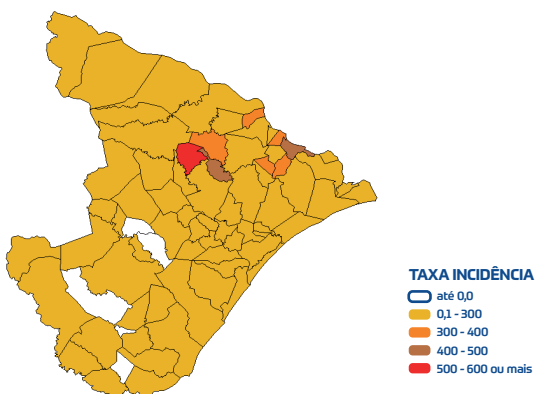 TAXA INCIDÊNCIA
até 0,0
0,1 - 300
300 - 400
400 - 500
500 - 600 ou mais